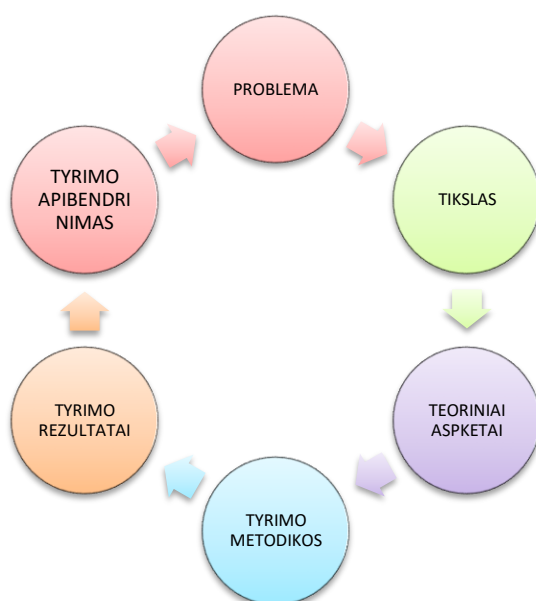 PROBLEMA
TIKSLAS
TEORINIAI
ASPKETAI
TYRIMO
METODIKOS
TYRIMO
REZULTATAI
TYRIMO
APIBENDRI
NIMAS